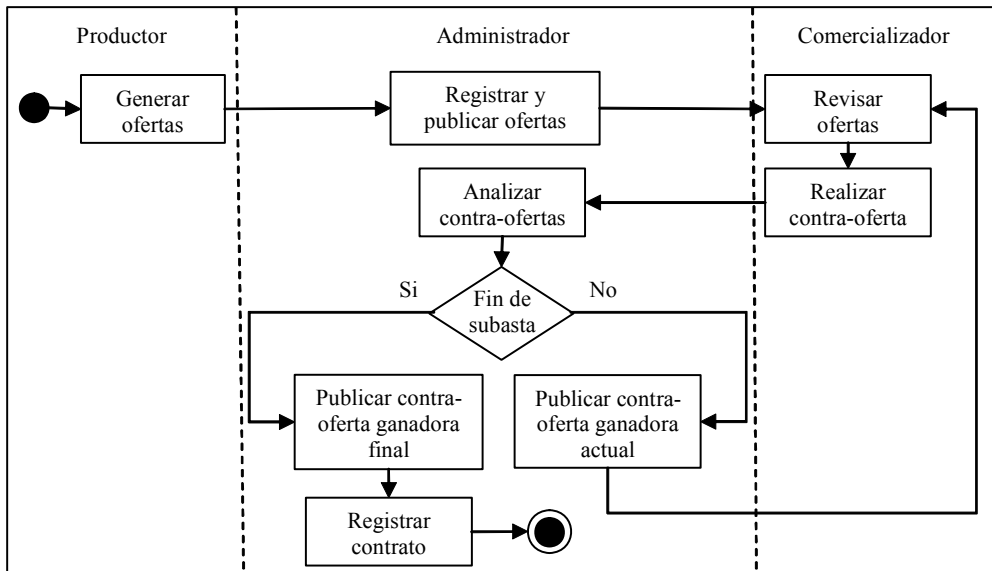 Productor
Administrador
Comercializador
Generar
ofertas
Registrar y
publicar ofertas
Revisar
ofertas
Analizar
contra-ofertas
Realizar
contra-oferta
Si
Fin de
subasta
No
Publicar contra-
oferta ganadora
final
Publicar contra-
oferta ganadora
actual
Registrar
contrato